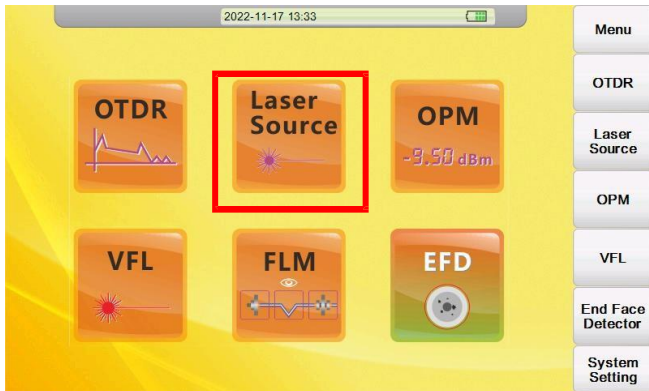 2022-11-17 13:33
OTDR
Laser
Source
OPM
-9.50 dBm
VFL
FLM
EFD
Menu
OTDR
Laser
Source
OPM
VFL
End Face
Detector
System
Setting